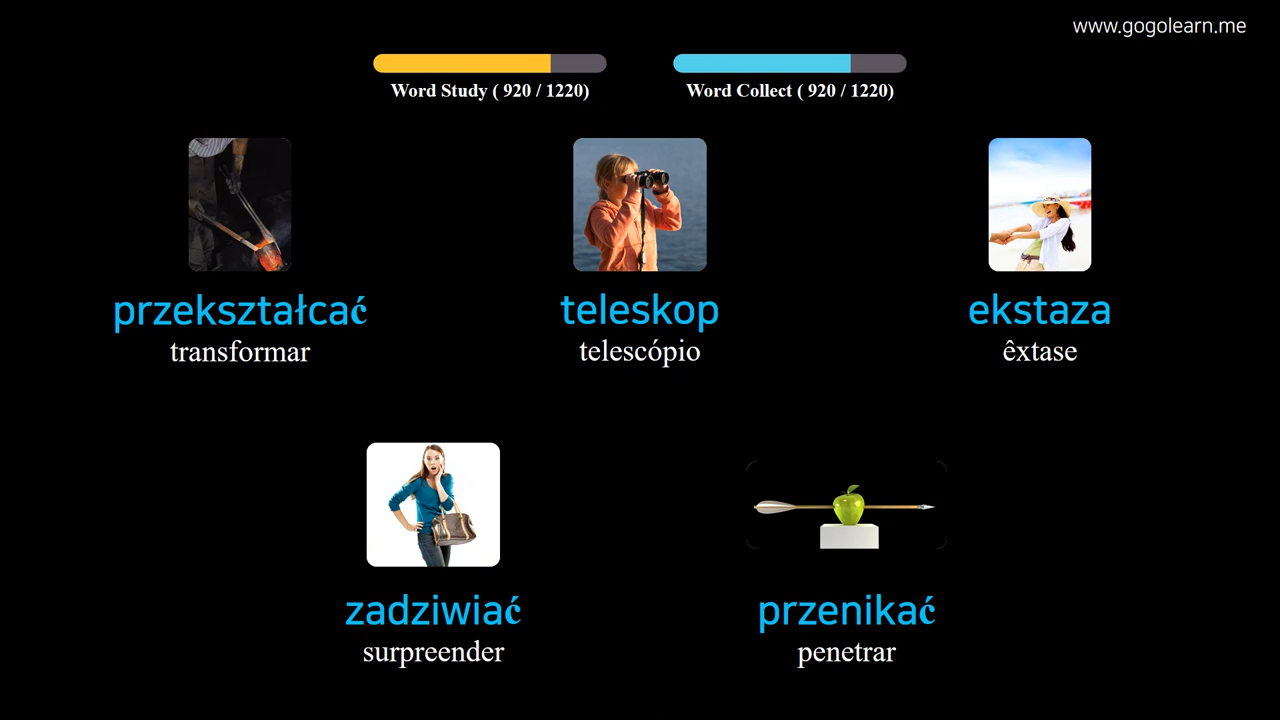 www.gogolearn.me
Word Study ( 920 / 1220)
Word Collect ( 920 / 1220)
przekształcać
transformar
teleskop
telescópio
ekstaza
êxtase
zadziwiać
surpreender
przenikać
penetrar